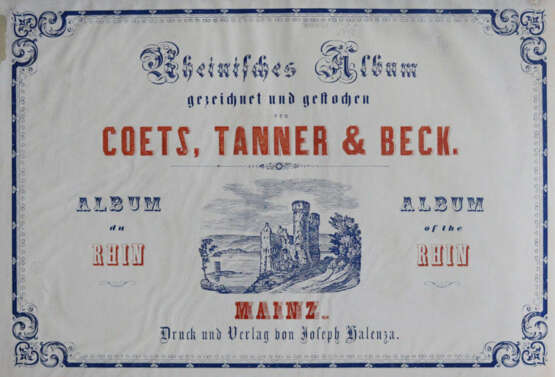 Rheinisches Album
gezeichnet und gestochen
von
COETS, TANNER & BECK.
ALBUM
du
RHIN
ALBUM
of the
RHIN
MAINZ.
Druck und Verlag von Joseph Halenza.